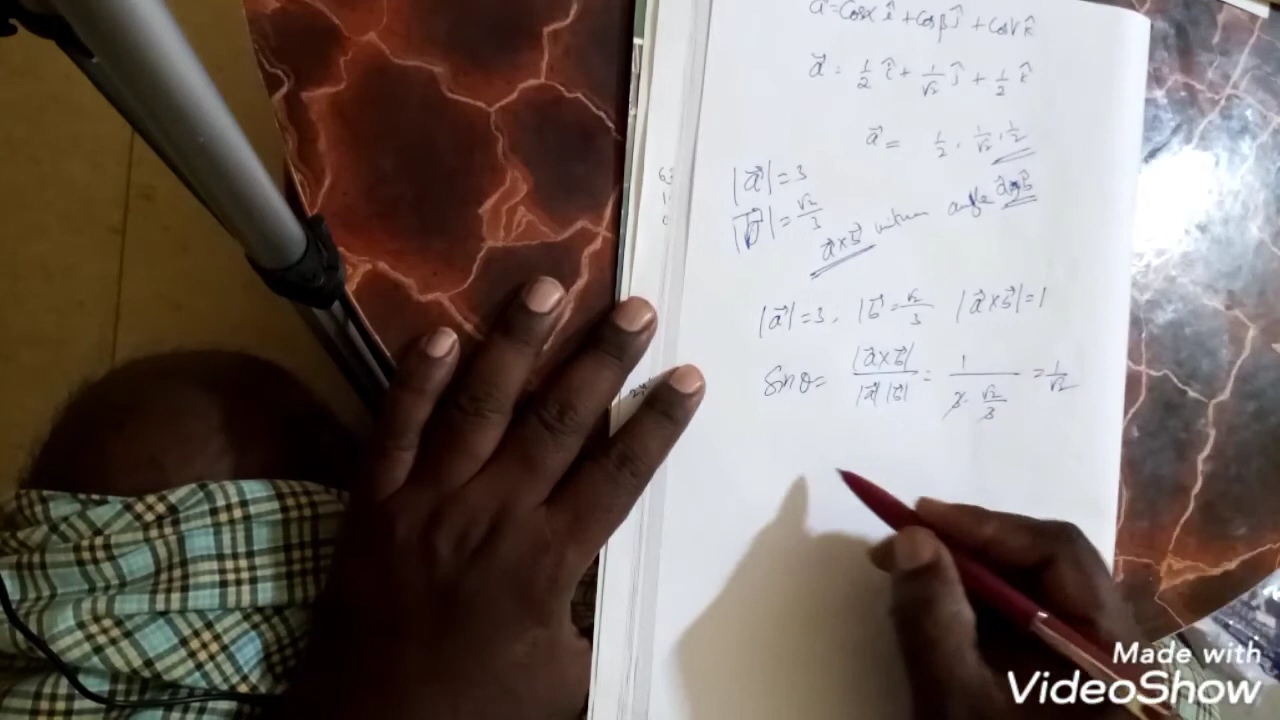 a⃗ = cosα î + cosβ ĵ + cosγ k̂
a⃗ = 1/2 î + 1/√2 ĵ + 1/2 k̂
a⃗ = 1/2, 1/√2, 1/2
|a⃗| = 3
|b⃗| = √2/3
a⃗×b⃗ angle
|a⃗| = 3, |b⃗ = √2/3 |a⃗×b⃗| = 1
Sinθ = |a⃗×b⃗|/|a⃗||b⃗| = 1/(3·√2/3) = 1/√2
Made with
VideoShow